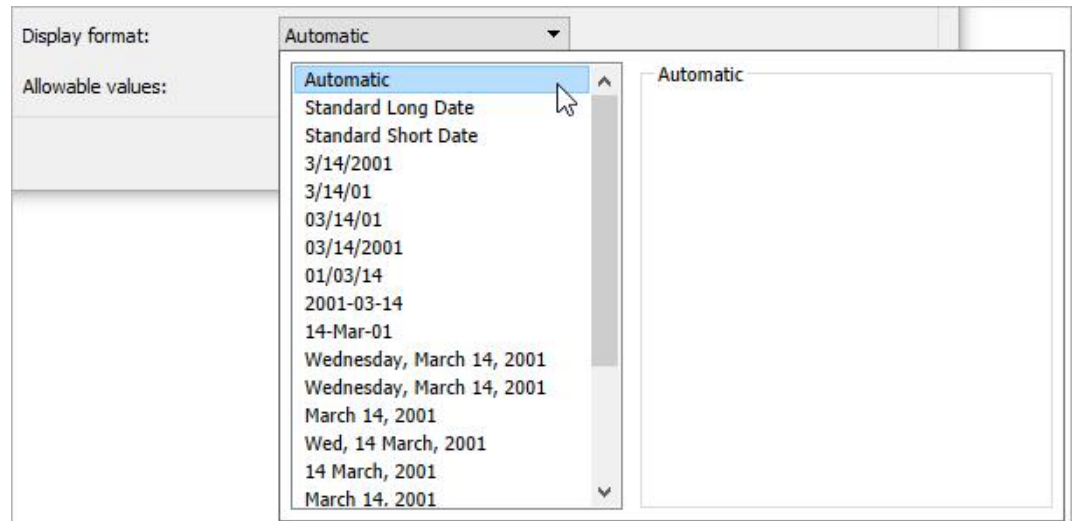 Display format:
Automatic
Allowable values:
Automatic
Standard Long Date
Standard Short Date
3/14/2001
3/14/01
03/14/01
03/14/2001
01/03/14
2001-03-14
14-Mar-01
Wednesday, March 14, 2001
Wednesday, March 14, 2001
March 14, 2001
Wed, 14 March, 2001
14 March, 2001
March 14, 2001
Automatic